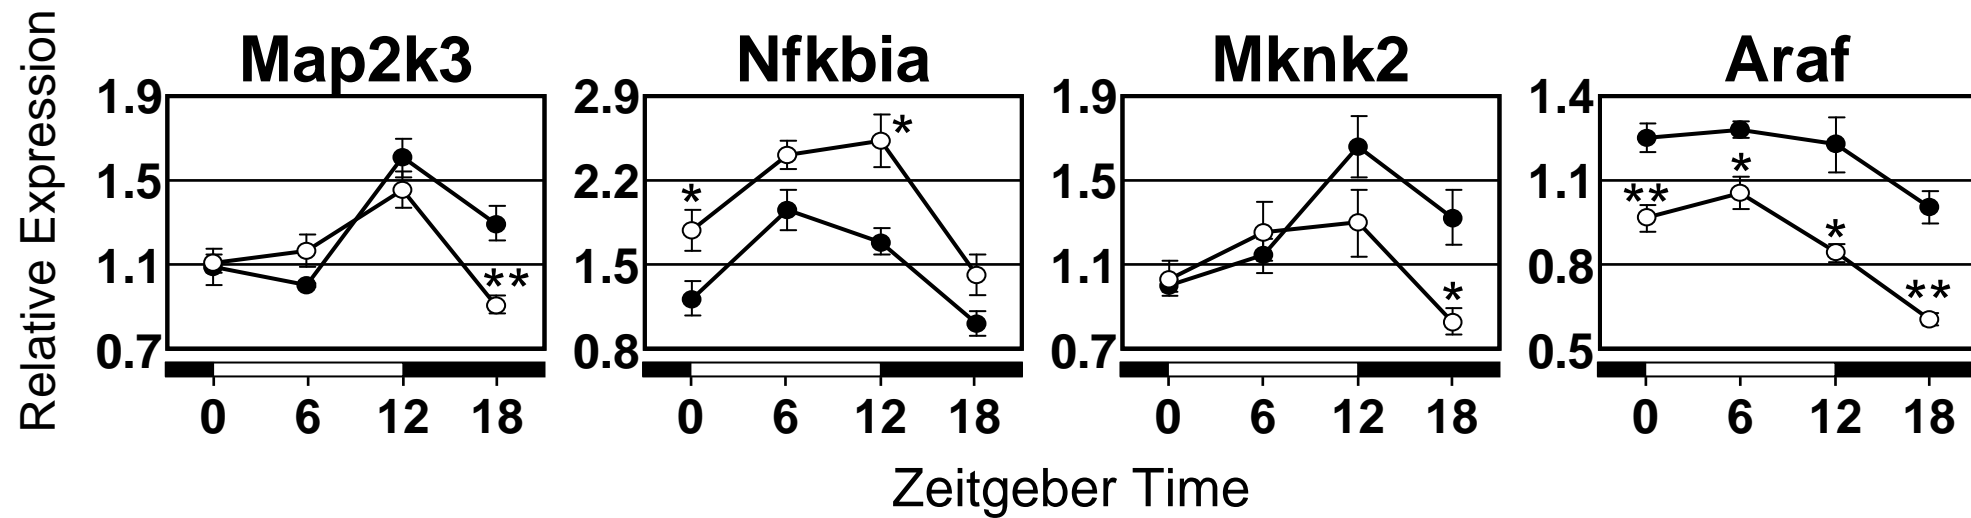 Relative Expression
Map2k3
1.9
1.5
1.1
0.7
**
0 6 12 18
Nfkbia
2.9
2.2
1.5
0.8
*
*
0 6 12 18
Mknk2
1.9
1.5
1.1
0.7
*
0 6 12 18
Araf
1.4
1.1
0.8
0.5
**
*
*
**
0 6 12 18
Zeitgeber Time